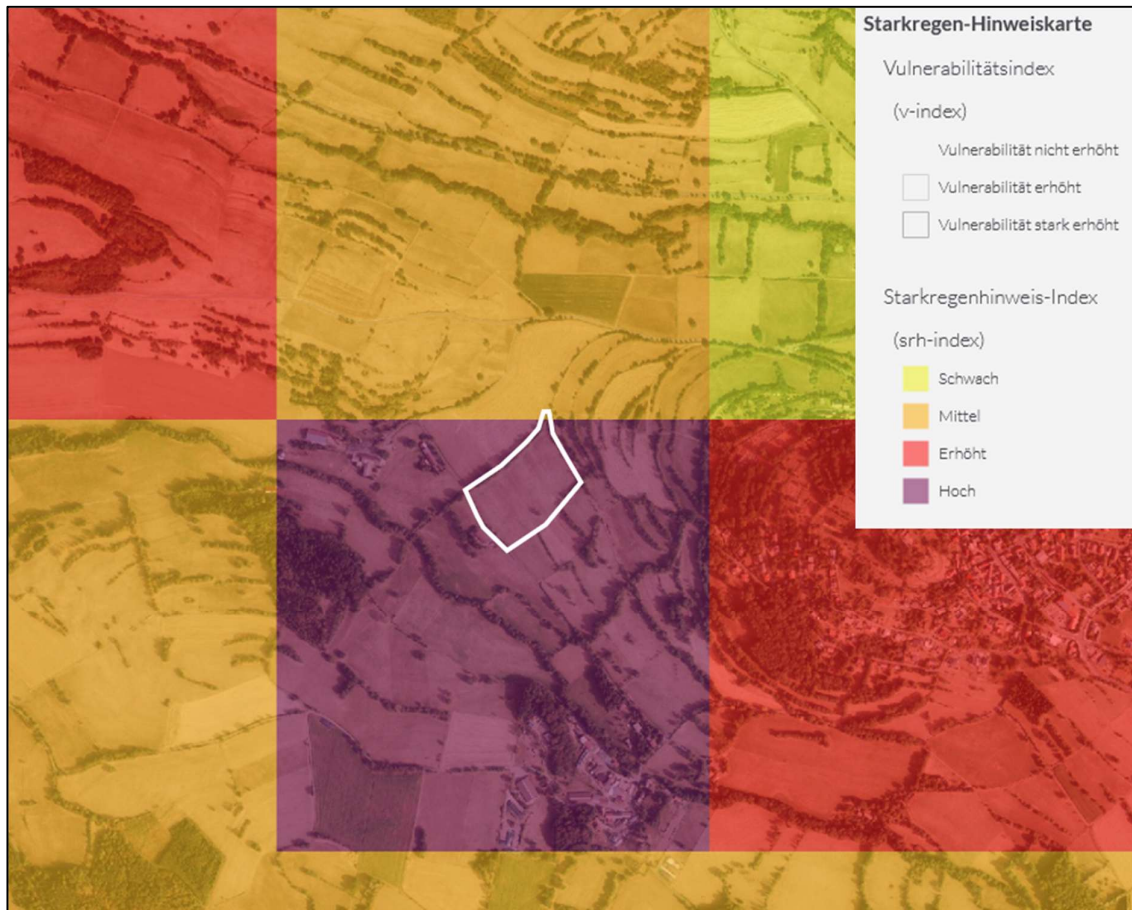 Starkregen-Hinweiskarte
Vulnerabilitätsindex
(v-index)
Vulnerabilität nicht erhöht
Vulnerabilität erhöht
Vulnerabilität stark erhöht
Starkregenhinweis-Index
(srh-index)
Schwach
Mittel
Erhöht
Hoch